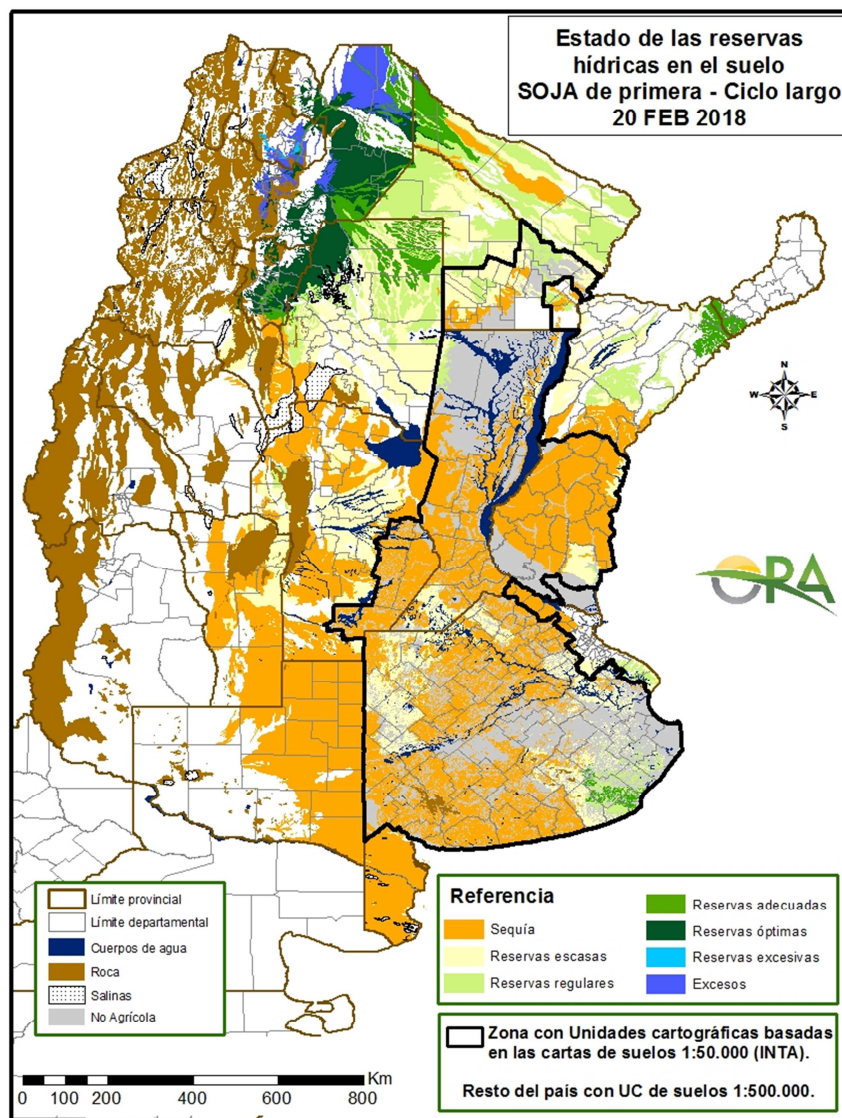 Estado de las reservas
hídricas en el suelo
SOJA de primera - Ciclo largo
20 FEB 2018
N
W
E
S
ORA
Límite provincial
Límite departamental
Cuerpos de agua
Roca
Salinas
No Agrícola
Referencia
Sequía
Reservas escasas
Reservas regulares
Reservas adecuadas
Reservas óptimas
Reservas excesivas
Excesos
Zona con Unidades cartográficas basadas
en las cartas de suelos 1:50.000 (INTA).
Resto del país con UC de suelos 1:500.000.
Km
0 100 200 400 600 800